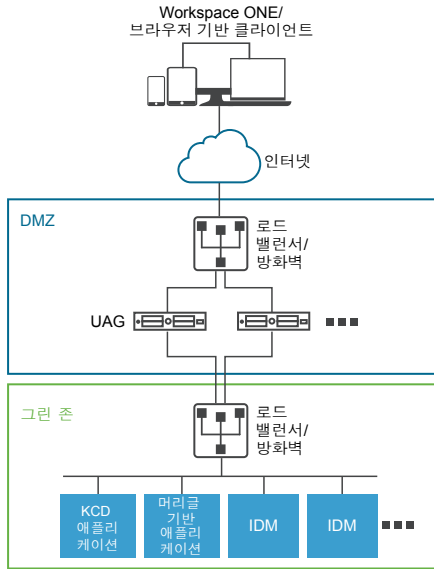 Workspace ONE/
브라우저 기반 클라이언트
인터넷
DMZ
로드
밸런서/
방화벽
UAG
그린 존
로드
밸런서/
방화벽
KCD
애플리
케이션
머리글
기반
애플리
케이션
IDM
IDM